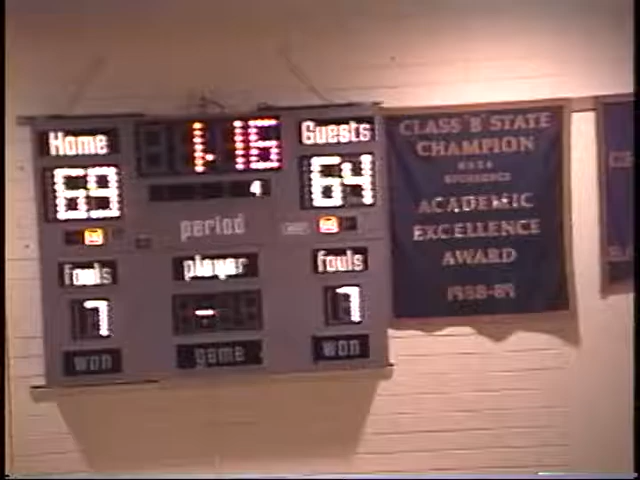 Home 1:16 Guests
69 4 64
period
fouls player fouls
7 7
won game won
CLASS "B" STATE
CHAMPION
ACADEMIC
EXCELLENCE
AWARD
1988-89